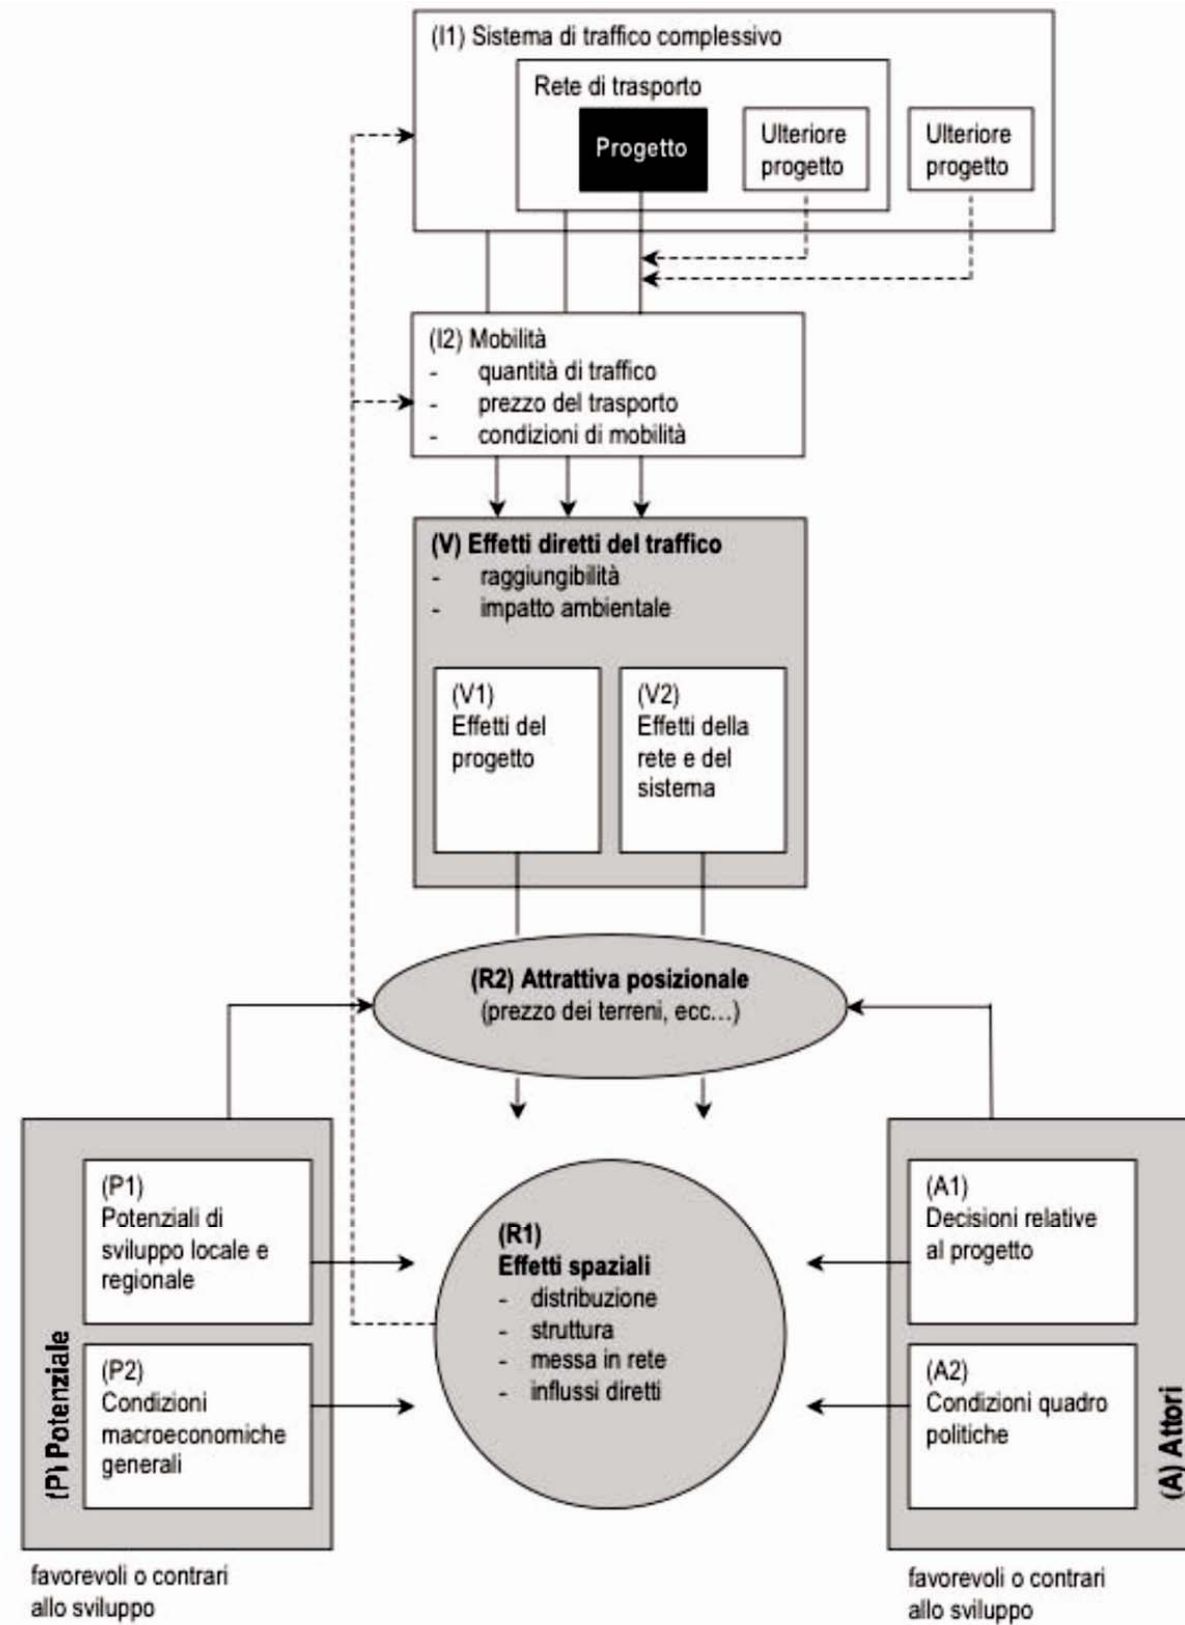 (I1) Sistema di traffico complessivo
Rete di trasporto
Progetto
Ulteriore
progetto
Ulteriore
progetto
(I2) Mobilità
- quantità di traffico
- prezzo del trasporto
- condizioni di mobilità
(V) Effetti diretti del traffico
- raggiungibilità
- impatto ambientale
(V1)
Effetti del
progetto
(V2)
Effetti della
rete e del
sistema
(R2) Attrattiva posizionale
(prezzo dei terreni, ecc...)
(P) Potenziale
(P1)
Potenziali di
sviluppo locale e
regionale
(P2)
Condizioni
macroeconomiche
generali
favorevoli o contrari
allo sviluppo
(R1)
Effetti spaziali
- distribuzione
- struttura
- messa in rete
- influssi diretti
(A1)
Decisioni relative
al progetto
(A2)
Condizioni quadro
politiche
(A) Attori
favorevoli o contrari
allo sviluppo